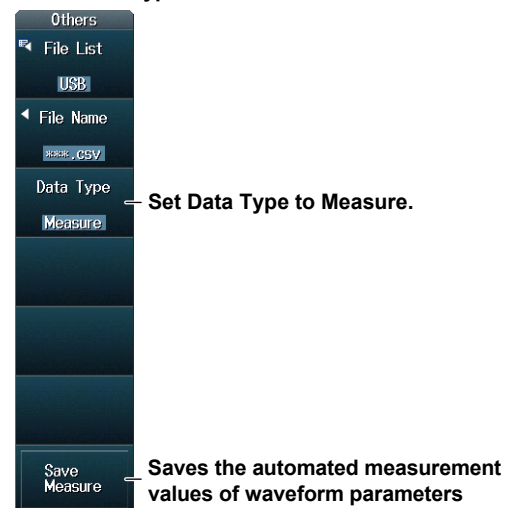 Others
File List
USB
File Name
***.CSV
Data Type
Measure
Set Data Type to Measure.
Save
Measure
Saves the automated measurement
values of waveform parameters